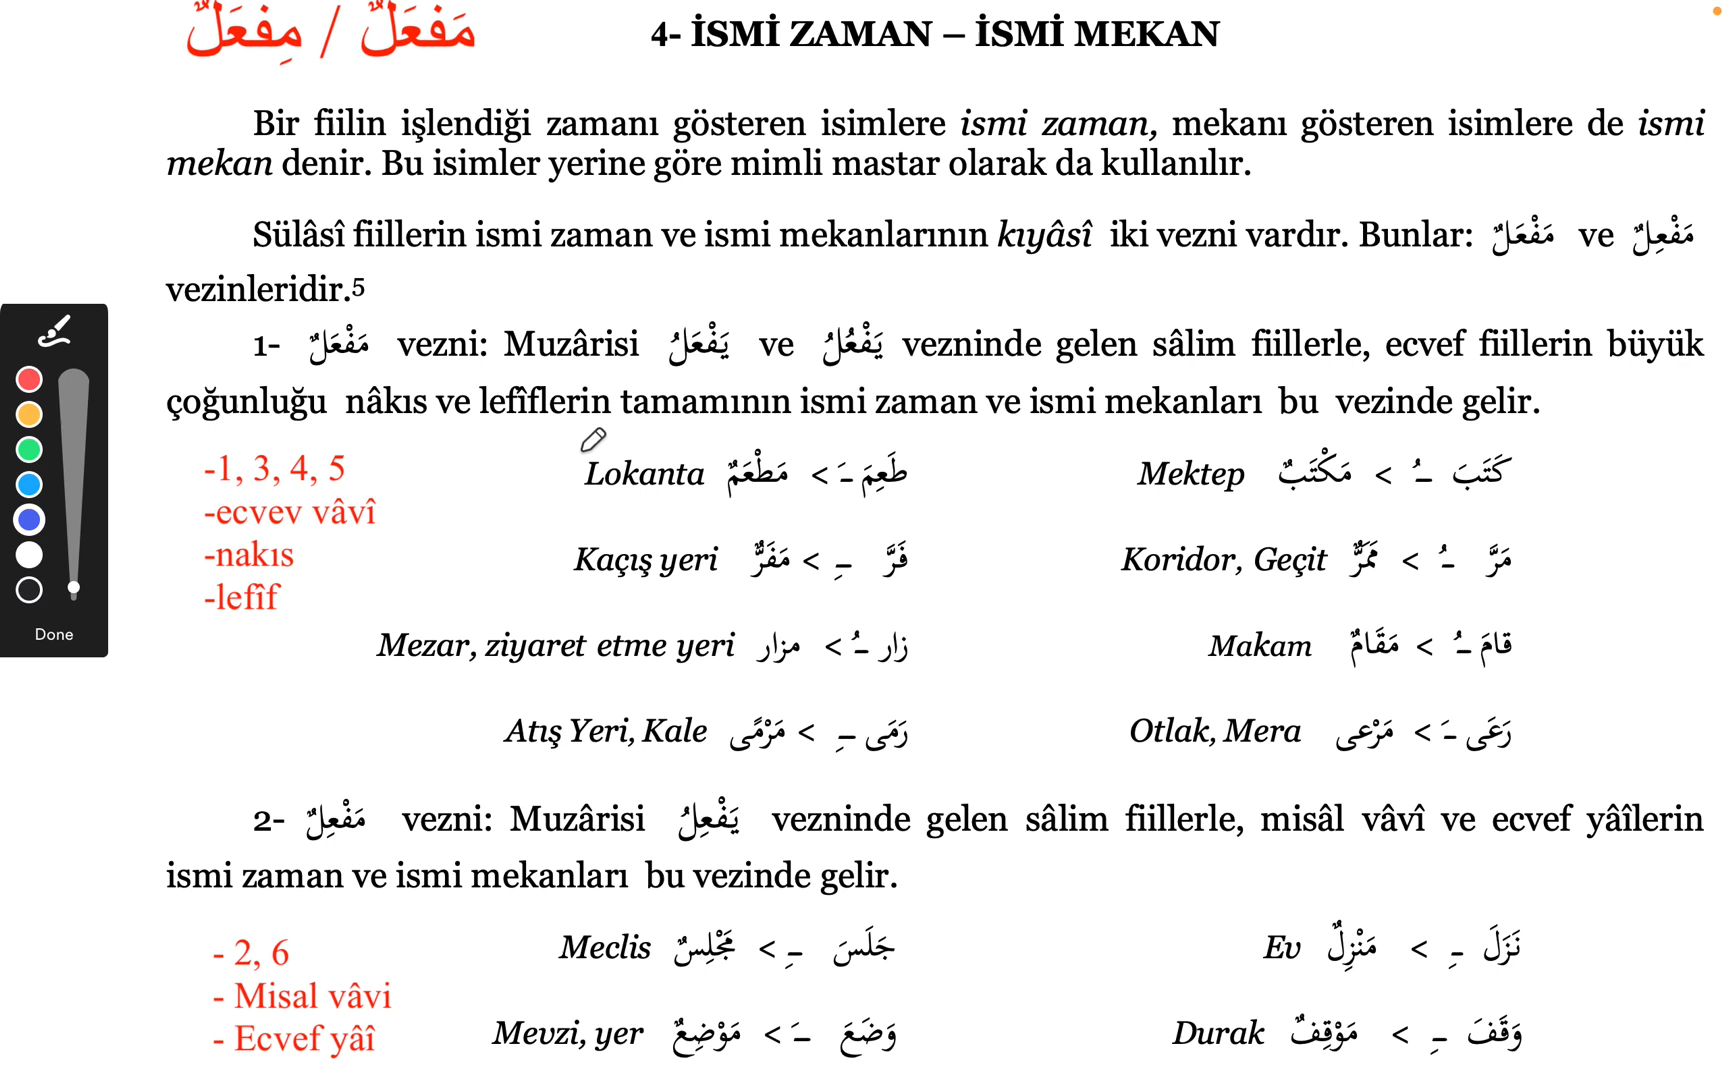 مَفعَلٌ / مِفعَلٌ
4- İSMİ ZAMAN – İSMİ MEKAN
Bir fiilin işlendiği zamanı gösteren isimlere ismi zaman, mekanı gösteren isimlere de ismi
mekan denir. Bu isimler yerine göre mimli mastar olarak da kullanılır.
Sülâsî fiillerin ismi zaman ve ismi mekanlarının kıyâsî iki vezni vardır. Bunlar: مَفْعَلٌ ve مَفْعِلٌ
vezinleridir.5
1- مَفْعَلٌ vezni: Muzârisi يَفْعَلُ ve يَفْعُلُ vezninde gelen sâlim fiillerle, ecvef fiillerin büyük
çoğunluğu nâkıs ve lefîflerin tamamının ismi zaman ve ismi mekanları bu vezinde gelir.
-1, 3, 4, 5
-ecvev vâvî
-nakıs
-lefîf
Lokanta مَطْعَمٌ < ـَ طَعِمَ Mektep مَكْتَبٌ < ـُ كَتَبَ
Kaçış yeri مَفَرٌّ < ـِ فَرَّ Koridor, Geçit مَمَرٌّ < ـُ مَرَّ
Mezar, ziyaret etme yeri مزار < ـُ زار Makam مَقَامٌ < ـُ قامَ
Atış Yeri, Kale مَرْمًى < ـِ رَمَى Otlak, Mera مَرْعى < ـَ رَعَى
2- مَفْعِلٌ vezni: Muzârisi يَفْعِلُ vezninde gelen sâlim fiillerle, misâl vâvî ve ecvef yâîlerin
ismi zaman ve ismi mekanları bu vezinde gelir.
- 2, 6
- Misal vâvi
- Ecvef yâî
Meclis مَجْلِسٌ < ـِ جَلَسَ Ev مَنْزِلٌ < ـِ نَزَلَ
Mevzi, yer مَوْضِعٌ < ـَ وَضَعَ Durak مَوْقِفٌ < ـِ وَقَفَ
Done